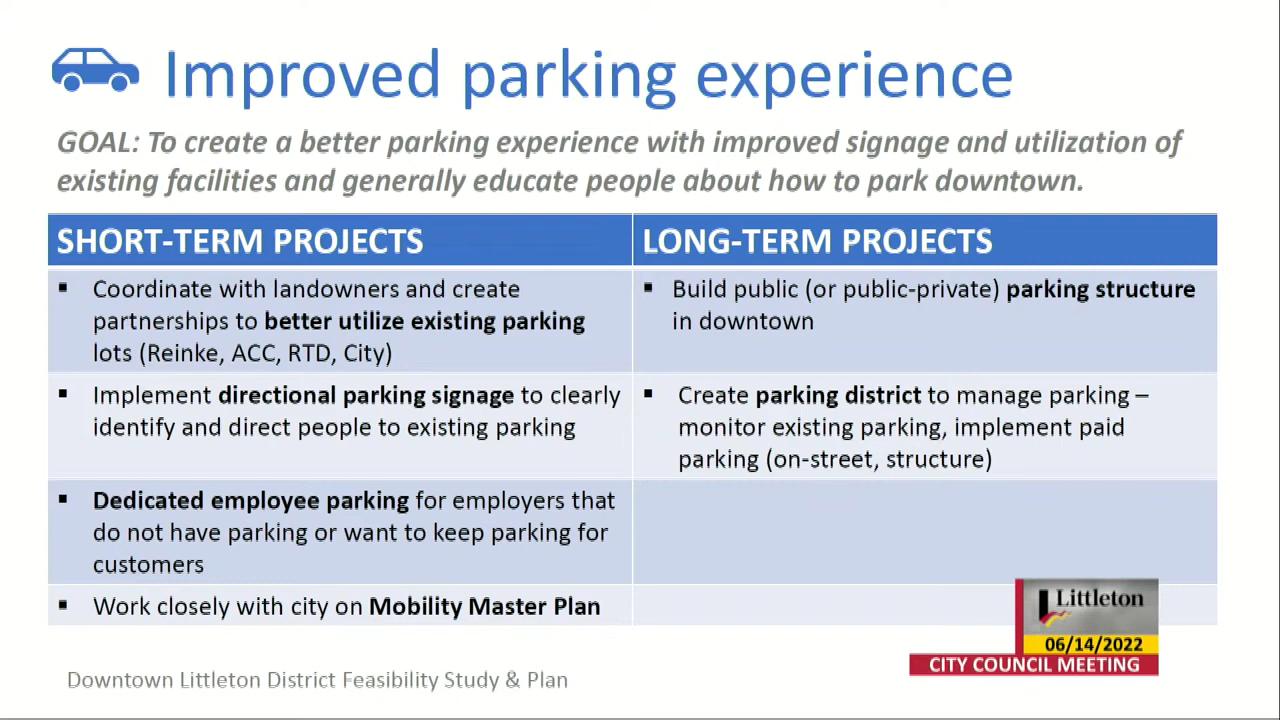 Improved parking experience
GOAL: To create a better parking experience with improved signage and utilization of
existing facilities and generally educate people about how to park downtown.
SHORT-TERM PROJECTS
▪ Coordinate with landowners and create
partnerships to better utilize existing parking
lots (Reinke, ACC, RTD, City)
▪ Implement directional parking signage to clearly
identify and direct people to existing parking
▪ Dedicated employee parking for employers that
do not have parking or want to keep parking for
customers
▪ Work closely with city on Mobility Master Plan
LONG-TERM PROJECTS
▪ Build public (or public-private) parking structure
in downtown
▪ Create parking district to manage parking –
monitor existing parking, implement paid
parking (on-street, structure)
Littleton
06/14/2022
CITY COUNCIL MEETING
Downtown Littleton District Feasibility Study & Plan